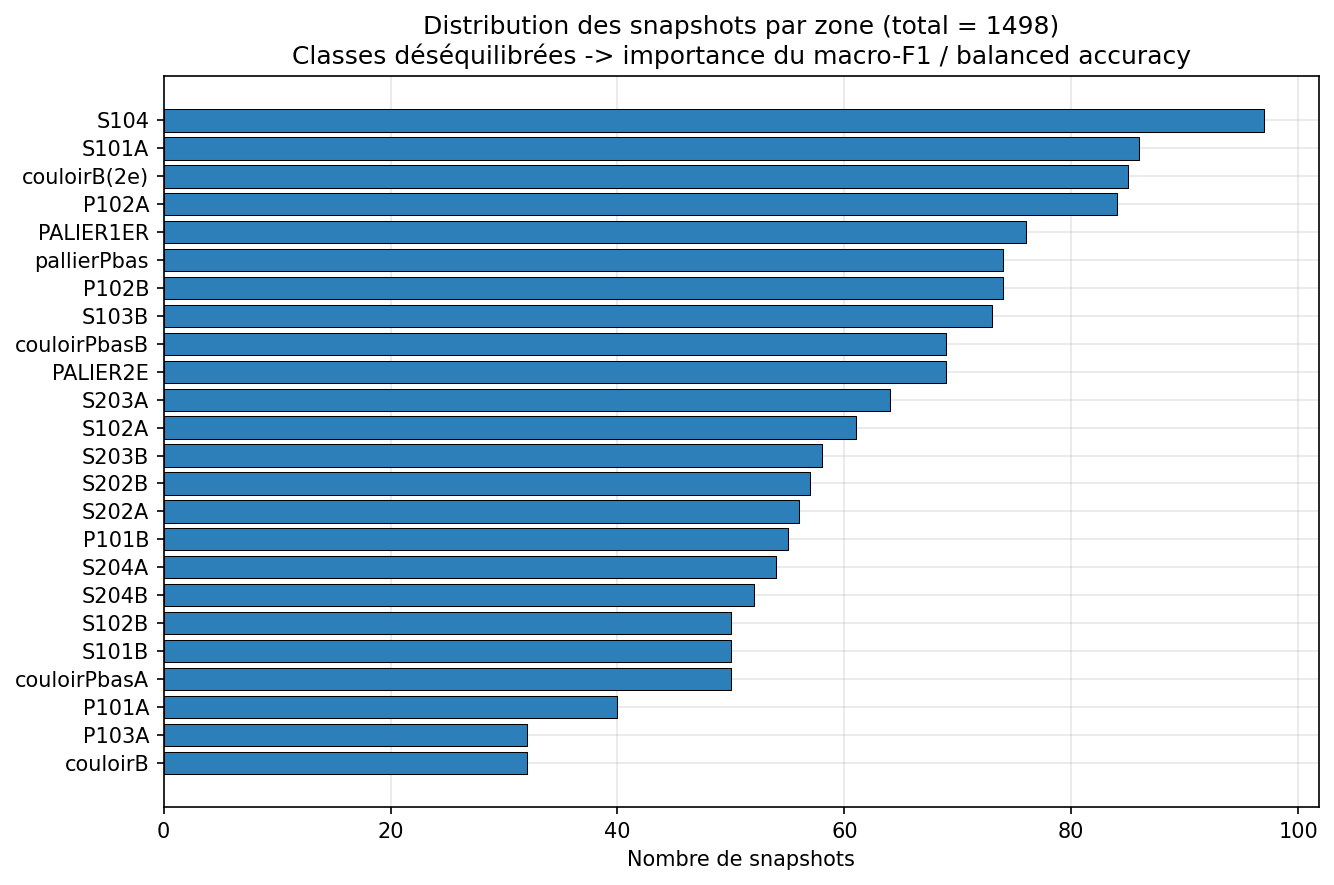 Distribution des snapshots par zone (total = 1498)
Classes déséquilibrées -> importance du macro-F1 / balanced accuracy
S104
S101A
couloirB(2e)
P102A
PALIER1ER
pallierPbas
P102B
S103B
couloirPbasB
PALIER2E
S203A
S102A
S203B
S202B
S202A
P101B
S204A
S204B
S102B
S101B
couloirPbasA
P101A
P103A
couloirB
0 20 40 60 80 100
Nombre de snapshots